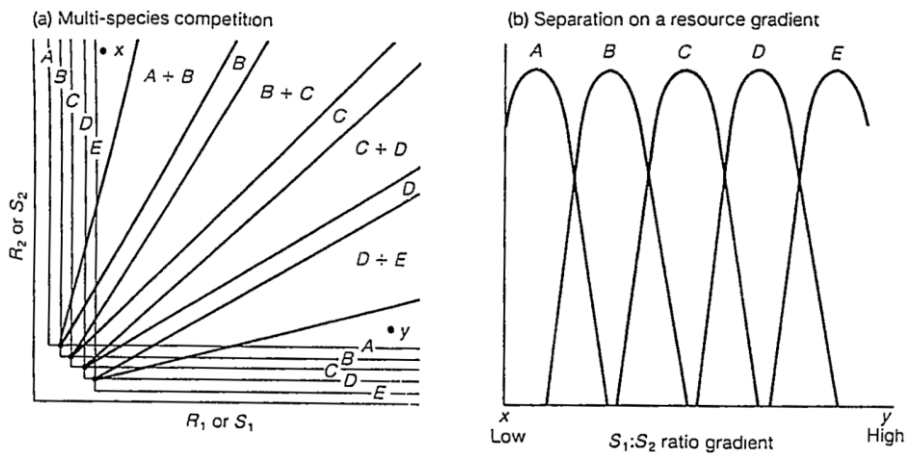 (a) Multi-species competition
A
B
C
D
E
x
A ÷ B
B
B + C
C
C + D
D
D ÷ E
y
A
B
C
D
E
R2 or S2
R1 or S1
(b) Separation on a resource gradient
A B C D E
x y
Low High
S1:S2 ratio gradient